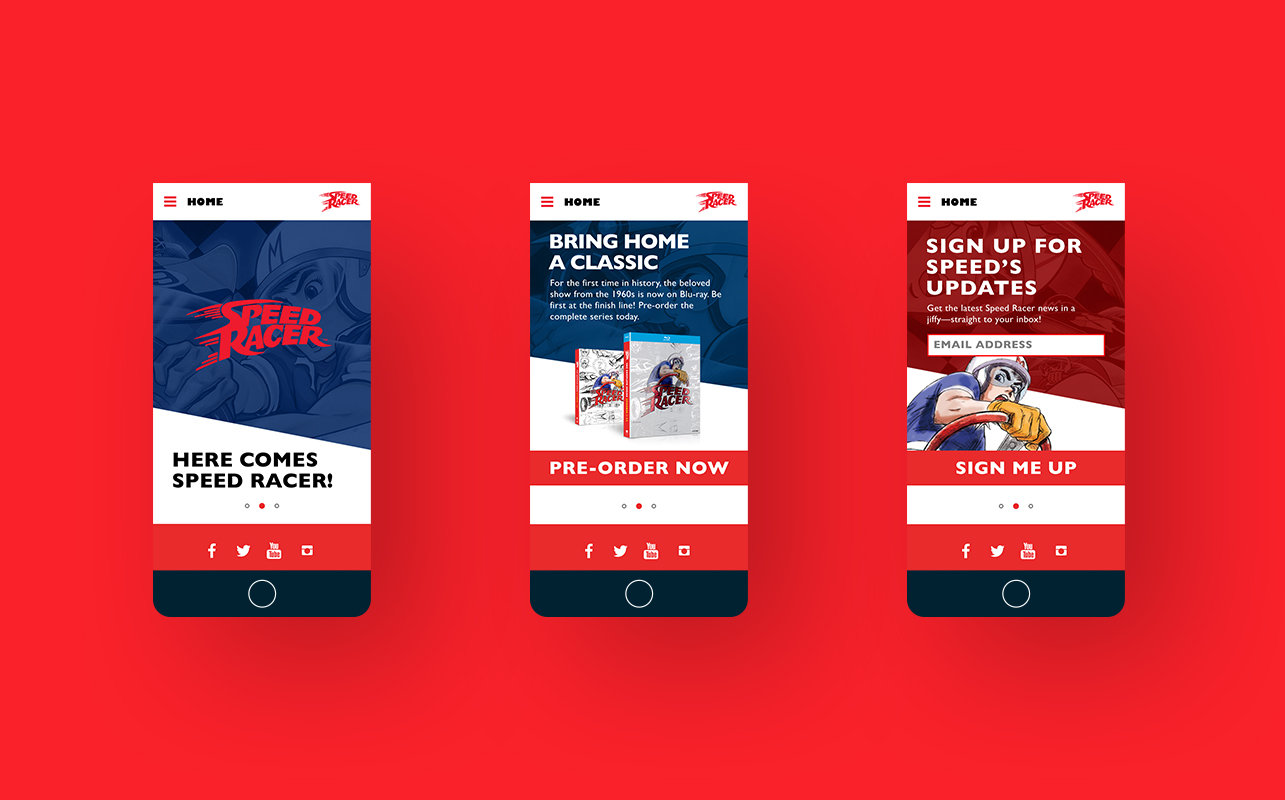 HOME
SPEED
RACER
SPEED
RACER
HERE COMES
SPEED RACER!
You
Tube
HOME
SPEED
RACER
BRING HOME
A CLASSIC
For the first time in history, the beloved
show from the 1960s is now on Blu-ray. Be
first at the finish line! Pre-order the
complete series today.
SPEED
RACER
SPEED
RACER
PRE-ORDER NOW
You
Tube
HOME
SPEED
RACER
SIGN UP FOR
SPEED'S
UPDATES
Get the latest Speed Racer news in a
jiffy—straight to your inbox!
EMAIL ADDRESS
SIGN ME UP
You
Tube